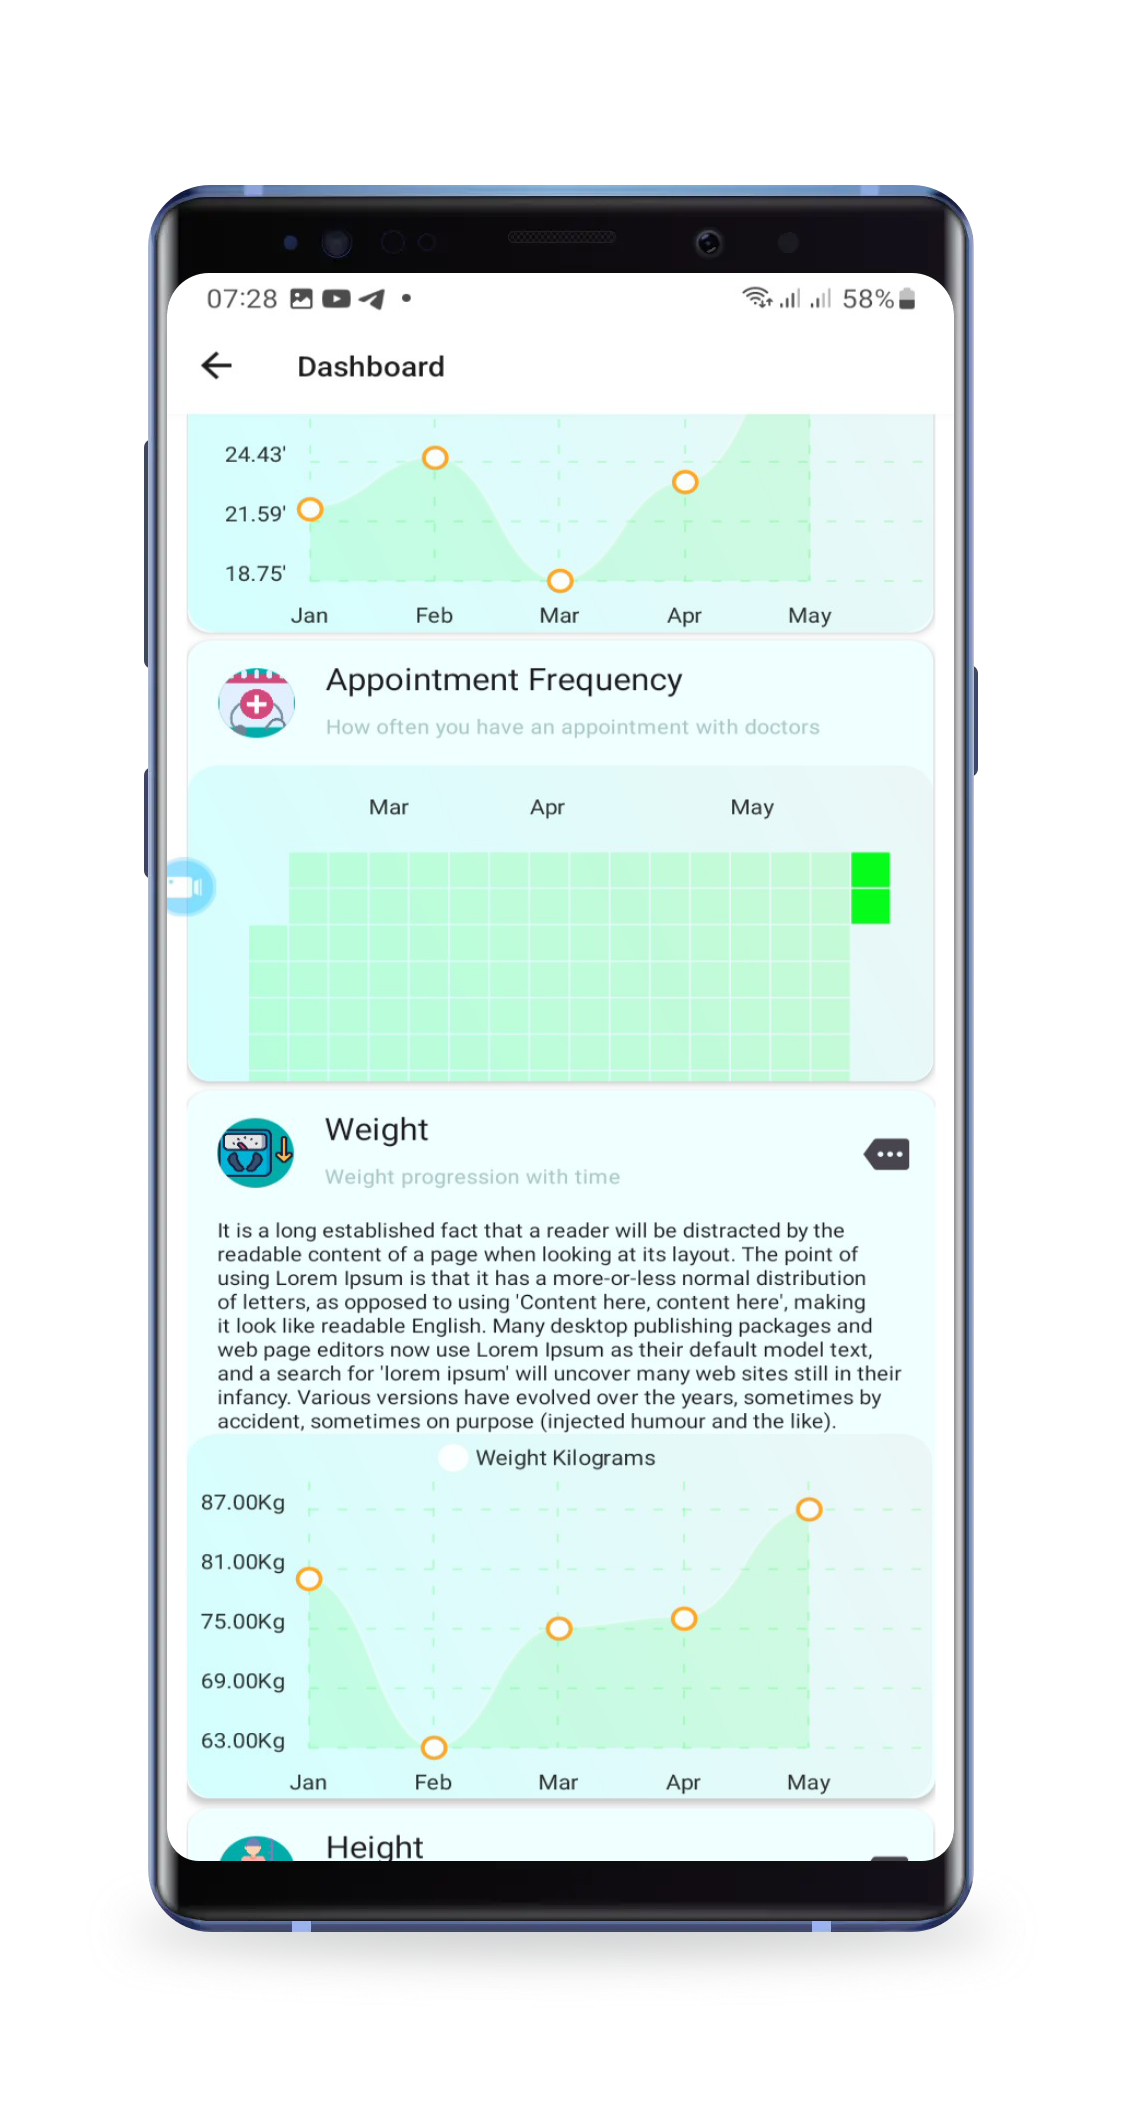 07:28
58%
Dashboard
24.43'
21.59'
18.75'
Jan Feb Mar Apr May
Appointment Frequency
How often you have an appointment with doctors
Mar Apr May
Weight
Weight progression with time
It is a long established fact that a reader will be distracted by the
readable content of a page when looking at its layout. The point of
using Lorem Ipsum is that it has a more-or-less normal distribution
of letters, as opposed to using 'Content here, content here', making
it look like readable English. Many desktop publishing packages and
web page editors now use Lorem Ipsum as their default model text,
and a search for 'lorem ipsum' will uncover many web sites still in their
infancy. Various versions have evolved over the years, sometimes by
accident, sometimes on purpose (injected humour and the like).
Weight Kilograms
87.00Kg
81.00Kg
75.00Kg
69.00Kg
63.00Kg
Jan Feb Mar Apr May
Height